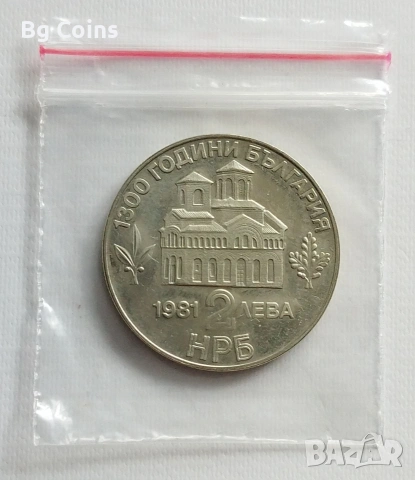 Bg-Coins
1300 ГОДИНИ БЪЛГАРИЯ
1981 2 ЛЕВА
НРБ
BAZAR